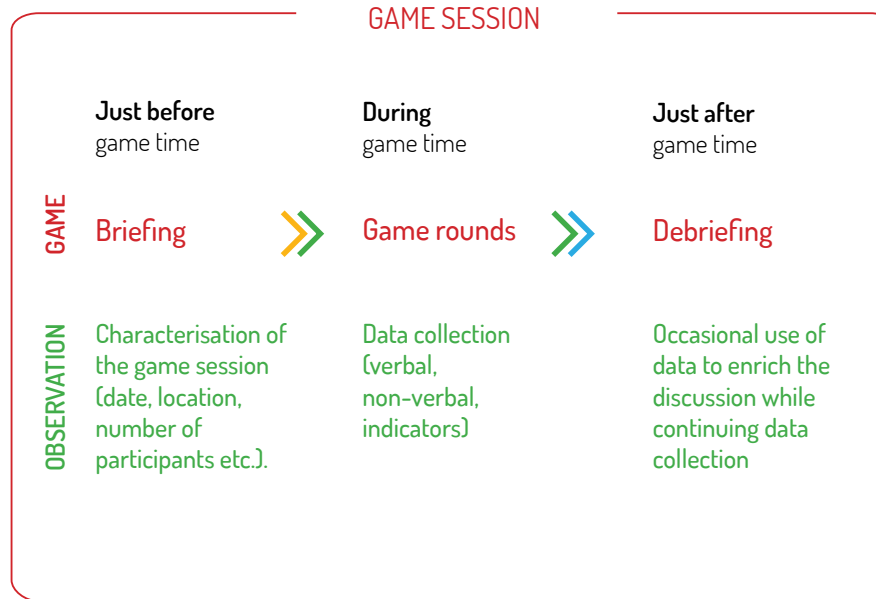 GAME SESSION
Just before
game time
During
game time
Just after
game time
GAME
Briefing
Game rounds
Debriefing
OBSERVATION
Characterisation of
the game session
(date, location,
number of
participants etc.).
Data collection
(verbal,
non-verbal,
indicators)
Occasional use of
data to enrich the
discussion while
continuing data
collection